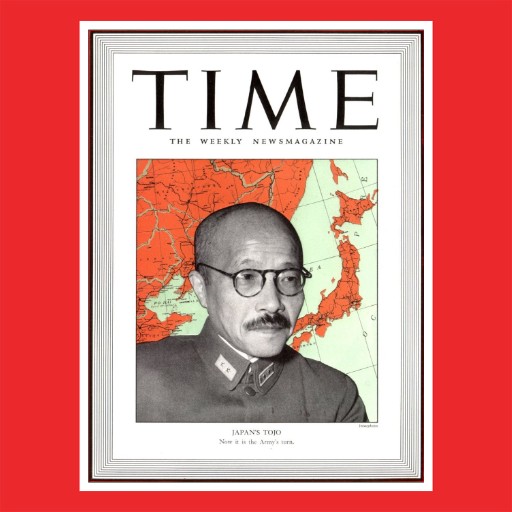 TIME
THE WEEKLY NEWSMAGAZINE
JAPAN'S TOJO
Now it is the Army's turn.